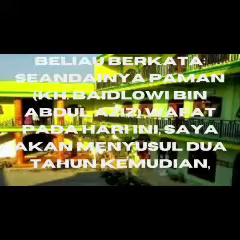 BELIAU BERKATA:
SEANDAINYA PAMAN
(KH. BAIDLOWI BIN
ABDUL AZIZ) WAFAT
PADA HARI INI, SAYA
AKAN MENYUSUL DUA
TAHUN KEMUDIAN,